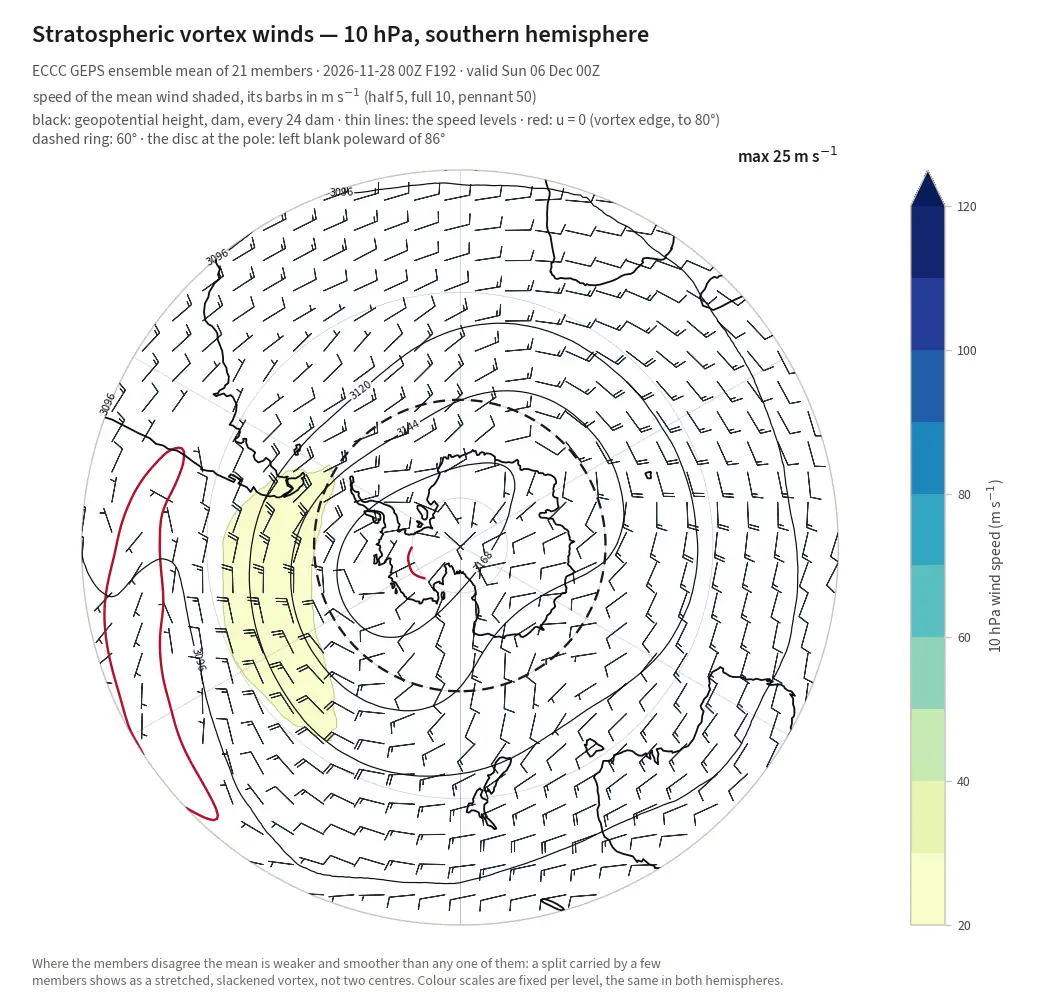 Stratospheric vortex winds — 10 hPa, southern hemisphere
ECCC GEPS ensemble mean of 21 members · 2026-11-28 00Z F192 · valid Sun 06 Dec 00Z
speed of the mean wind shaded, its barbs in m s⁻¹ (half 5, full 10, pennant 50)
black: geopotential height, dam, every 24 dam · thin lines: the speed levels · red: u = 0 (vortex edge, to 80°)
dashed ring: 60° · the disc at the pole: left blank poleward of 86°
max 25 m s⁻¹
3096
3096
3120
3096
3144
3168
3096
120
100
80
60
40
20
10 hPa wind speed (m s⁻¹)
Where the members disagree the mean is weaker and smoother than any one of them: a split carried by a few
members shows as a stretched, slackened vortex, not two centres. Colour scales are fixed per level, the same in both hemispheres.